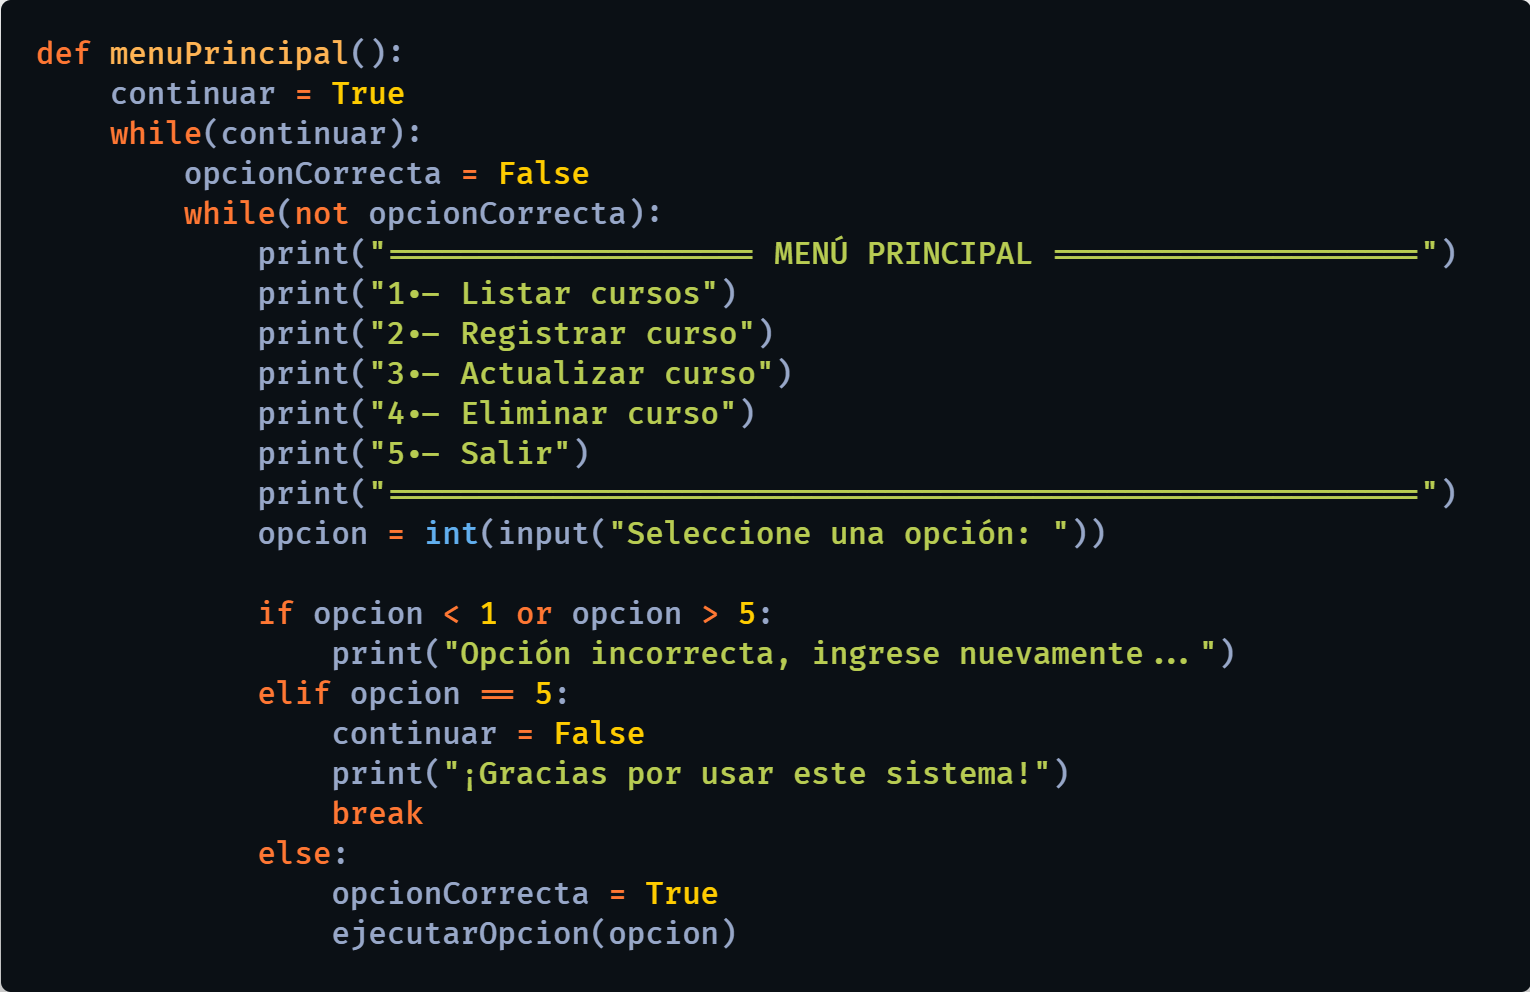 def menuPrincipal():
    continuar = True
    while(continuar):
        opcionCorrecta = False
        while(not opcionCorrecta):
            print("==================== MENÚ PRINCIPAL ====================")
            print("1.- Listar cursos")
            print("2.- Registrar curso")
            print("3.- Actualizar curso")
            print("4.- Eliminar curso")
            print("5.- Salir")
            print("========================================================")
            opcion = int(input("Seleccione una opción: "))

            if opcion < 1 or opcion > 5:
                print("Opción incorrecta, ingrese nuevamente...")
            elif opcion == 5:
                continuar = False
                print("¡Gracias por usar este sistema!")
                break
            else:
                opcionCorrecta = True
                ejecutarOpcion(opcion)